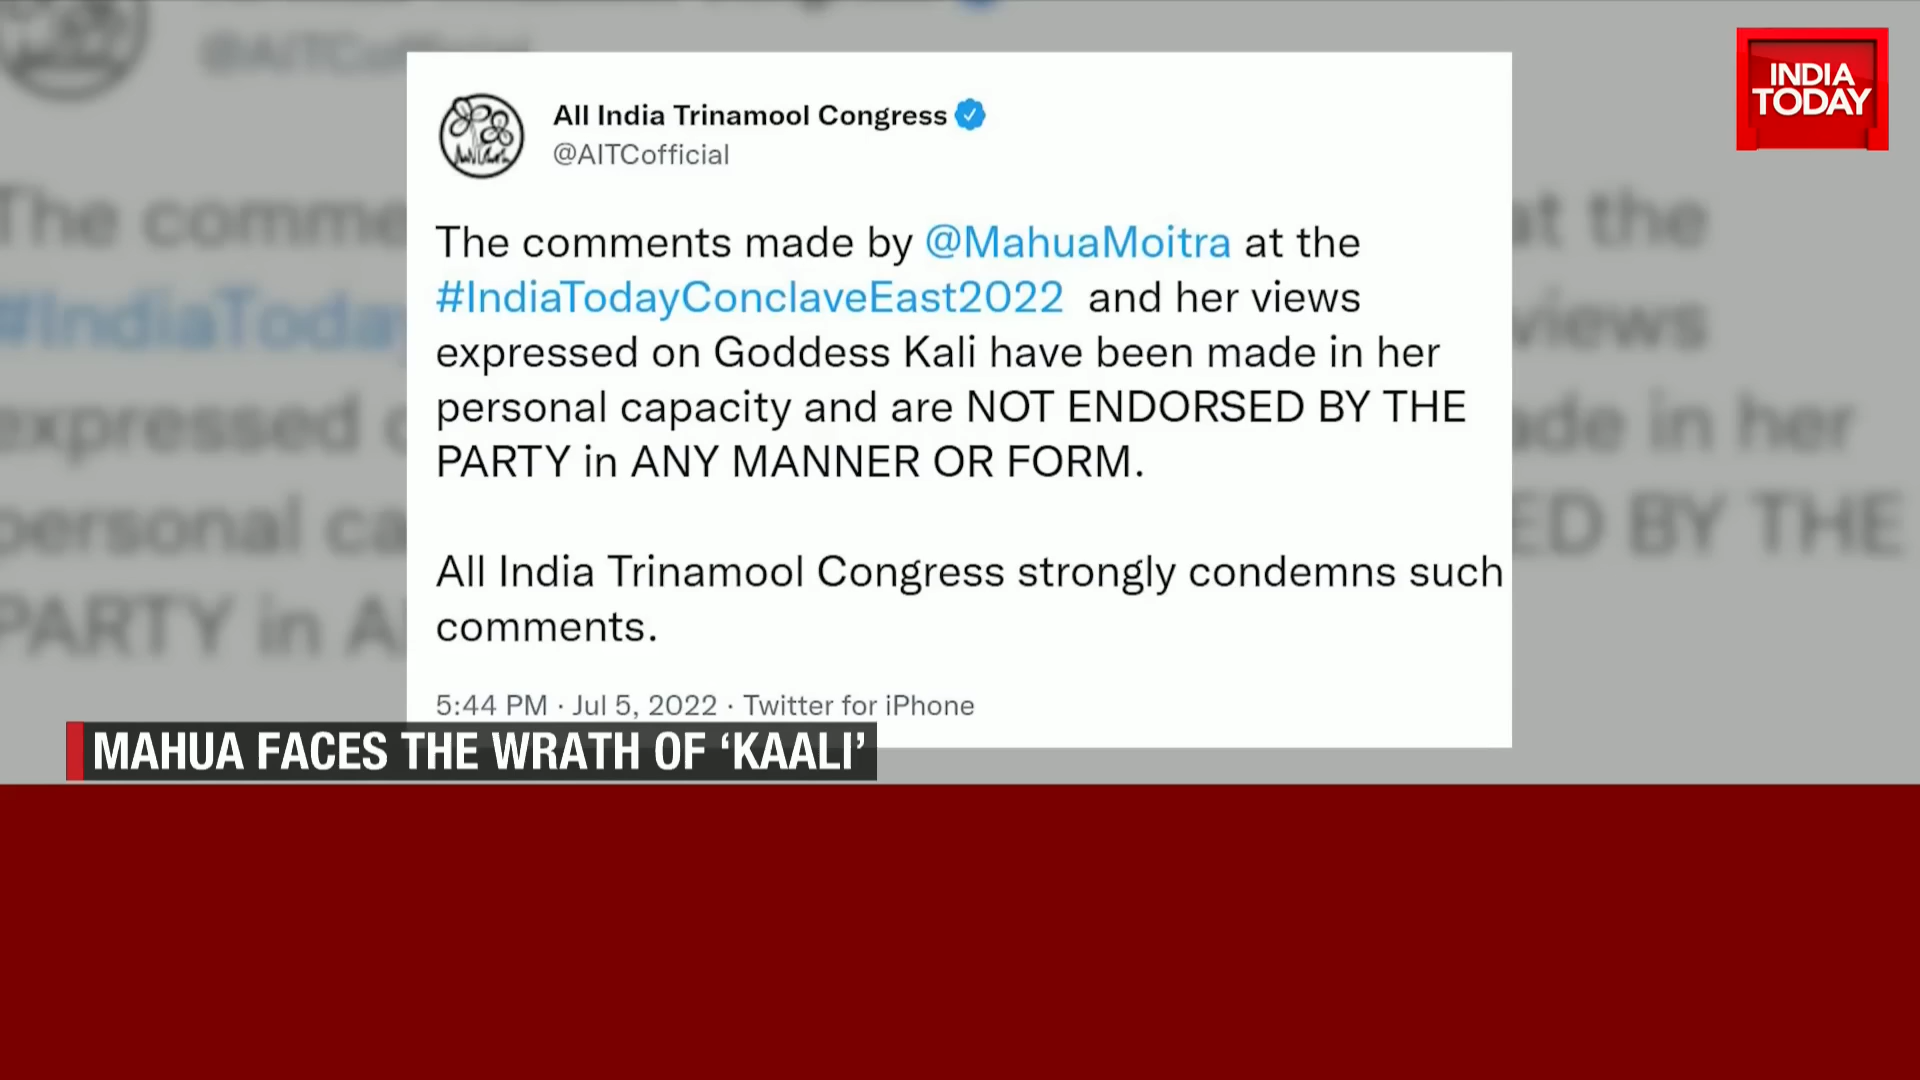 INDIA
TODAY
All India Trinamool Congress
@AITCofficial
The comments made by @MahuaMoitra at the
#IndiaTodayConclaveEast2022 and her views
expressed on Goddess Kali have been made in her
personal capacity and are NOT ENDORSED BY THE
PARTY in ANY MANNER OR FORM.
All India Trinamool Congress strongly condemns such
comments.
5:44 PM · Jul 5, 2022 · Twitter for iPhone
MAHUA FACES THE WRATH OF ‘KAALI’